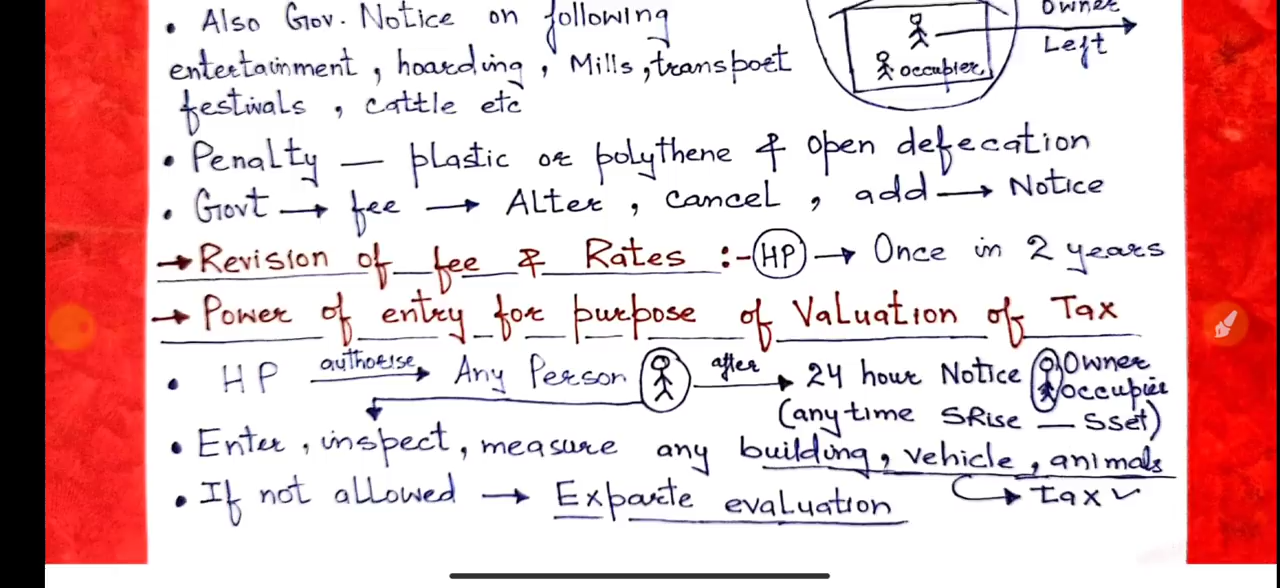 • Also Gov. Notice on following
entertainment, hoarding, Mills, transport
festivals, cattle etc
Owner
Left
occupier
• Penalty — plastic or polythene & open defecation
• Govt → fee → Alter, cancel, add → Notice
→ Revision of fee & Rates :- HP → Once in 2 years
→ Power of entry for purpose of Valuation of Tax
• HP authorise → Any Person after → 24 hour Notice Owner
occupier
(anytime SRise — Sset)
• Enter, inspect, measure any building, vehicle, animals
→ tax ✓
• If not allowed → Exparte evaluation